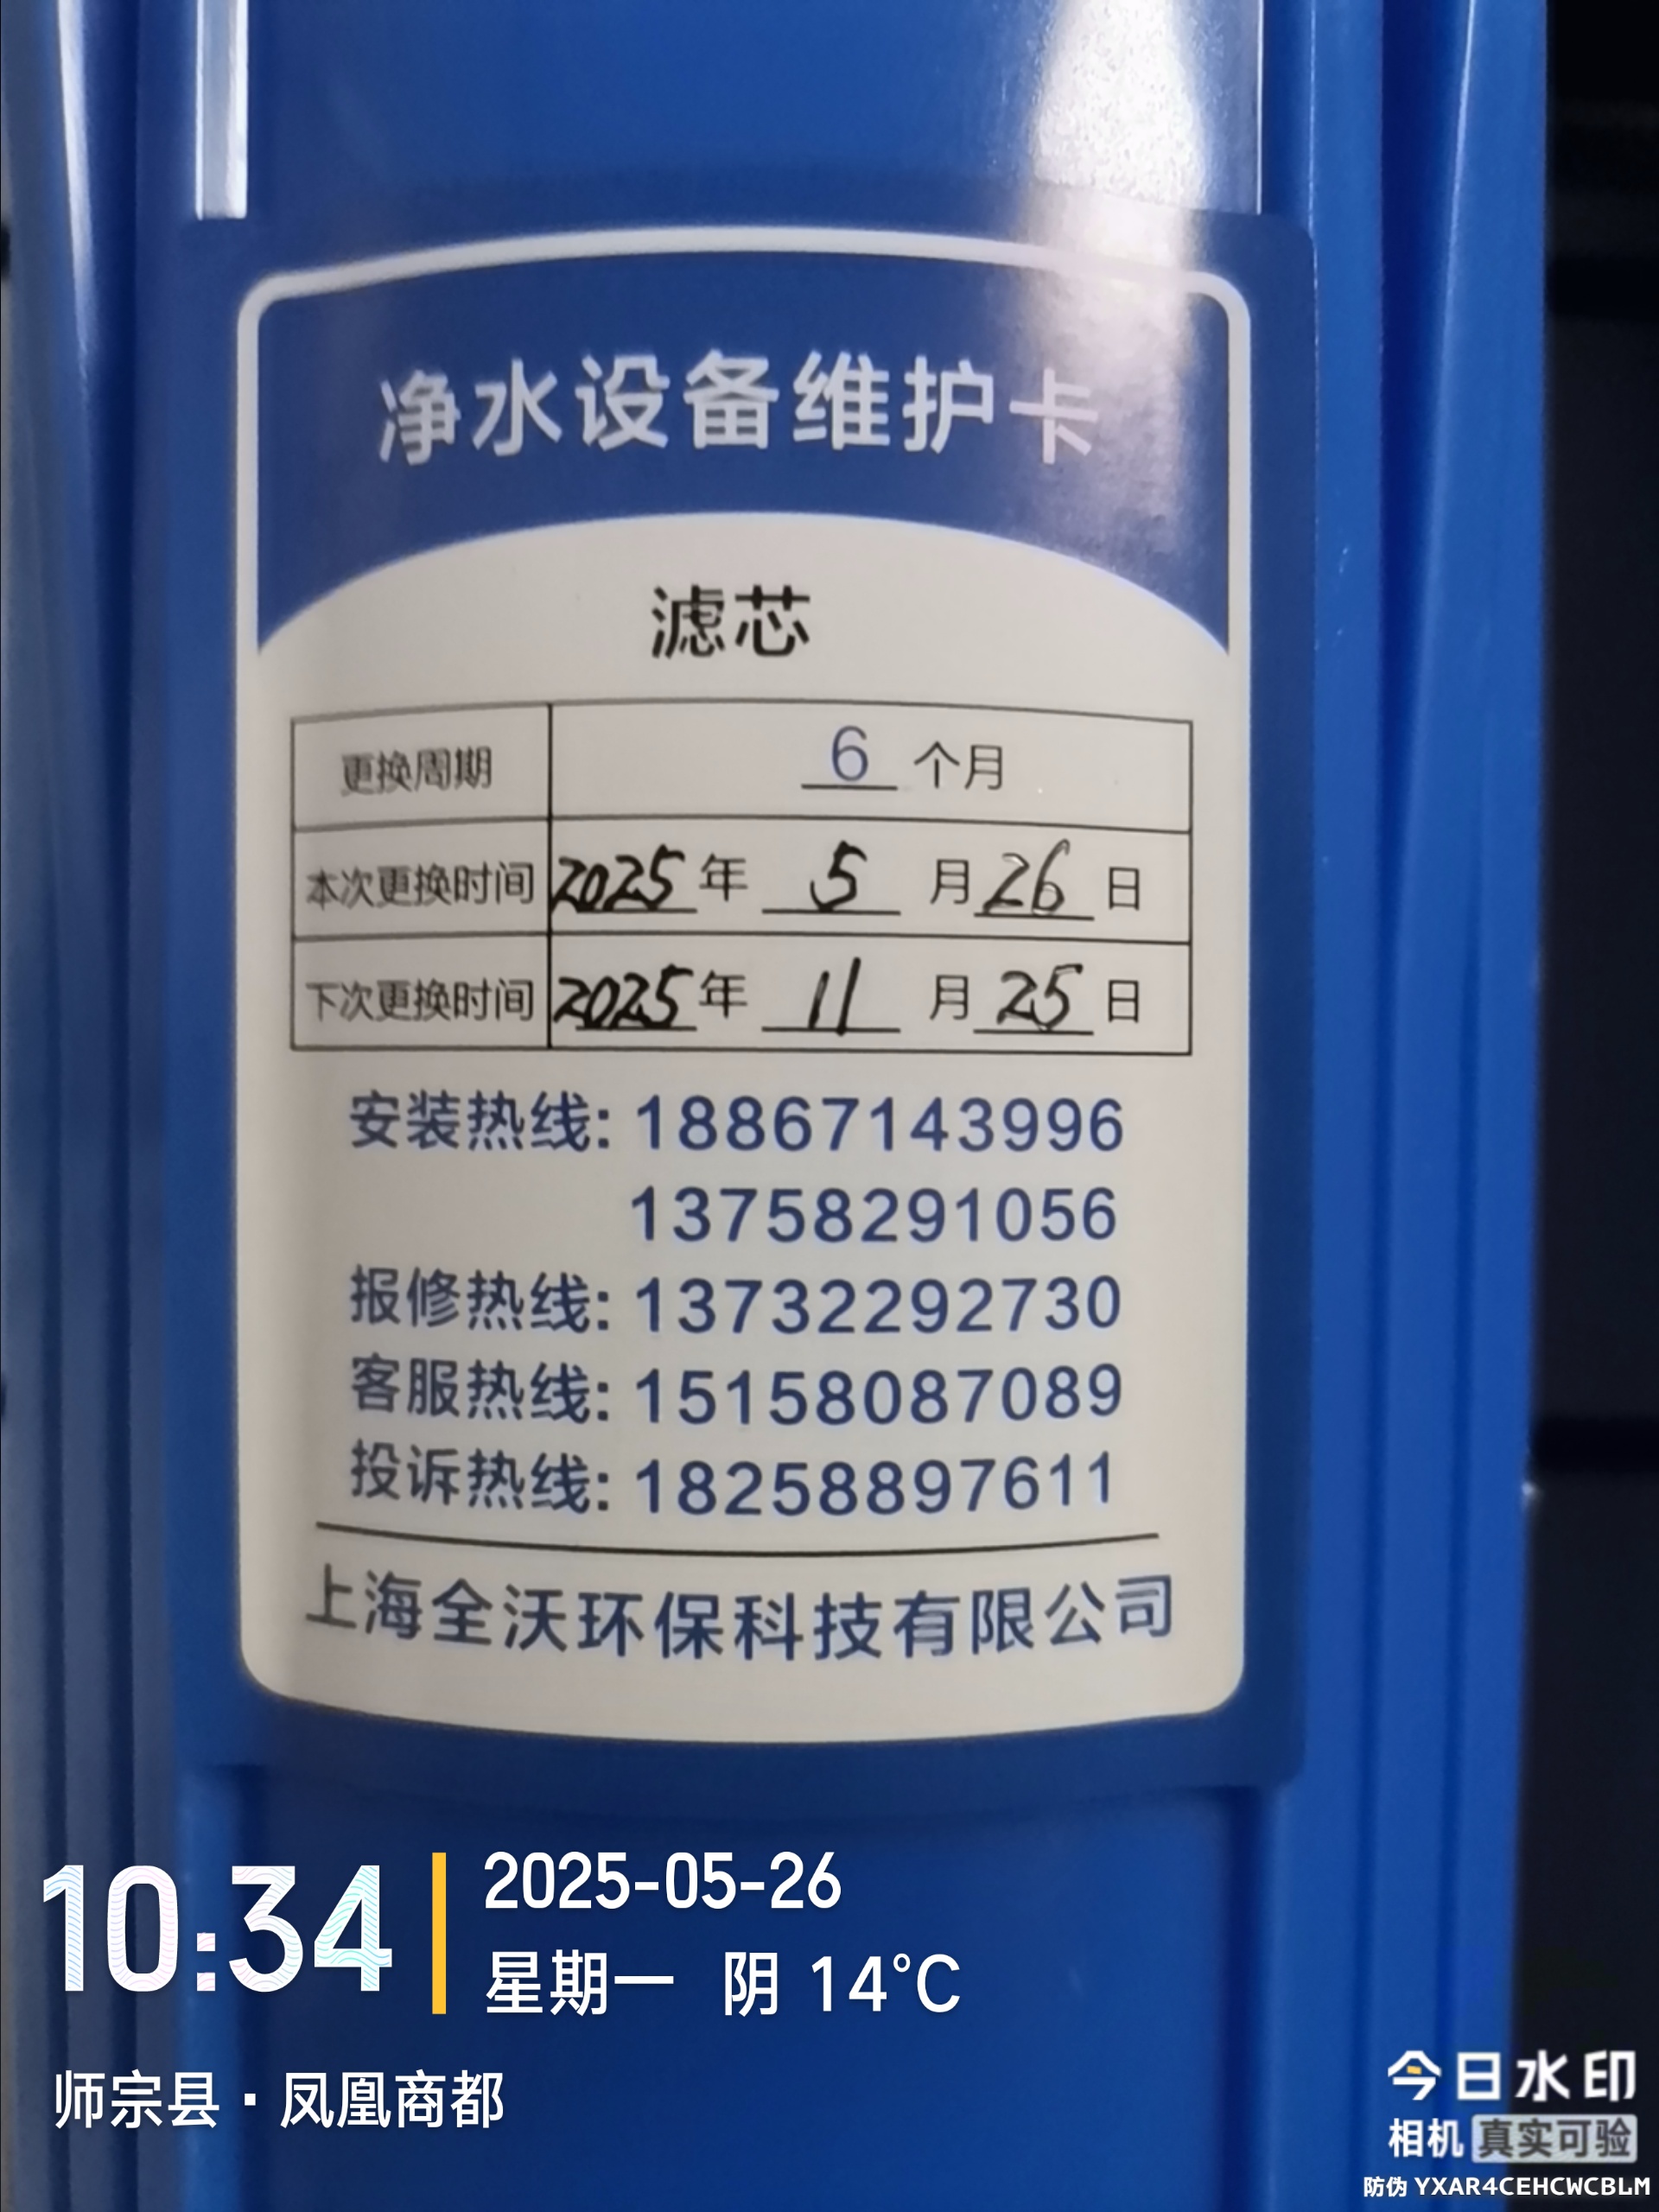 净水设备维护卡
滤芯
更换周期 6 个月
本次更换时间 2025 年 5 月 26 日
下次更换时间 2025 年 11 月 25 日
安装热线: 18867143996
13758291056
报修热线: 13732292730
客服热线: 15158087089
投诉热线: 18258897611
上海全沃环保科技有限公司
10:34
2025-05-26
星期一 阴 14°C
师宗县·凤凰商都
今日水印
相机 真实可验
防伪 YXAR4CEHCWCBLM